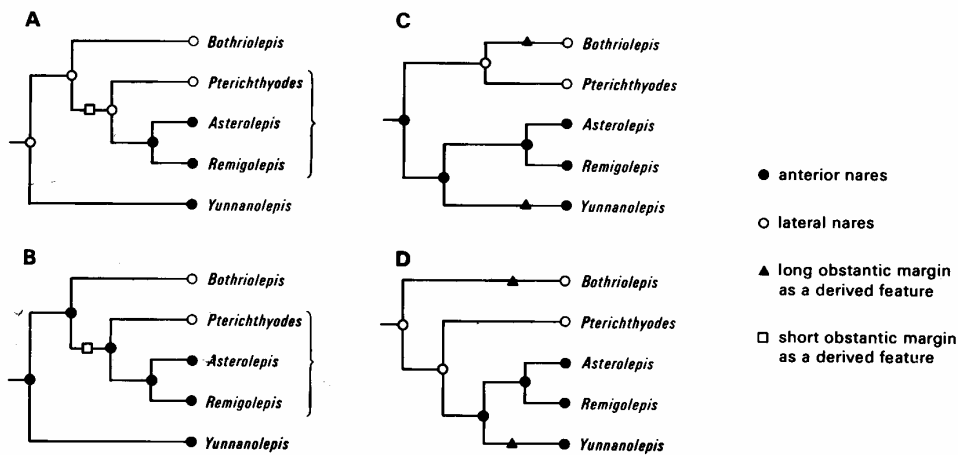 A
Bothriolepis
Pterichthyodes
Asterolepis
Remigolepis
Yunnanolepis
B
Bothriolepis
Pterichthyodes
Asterolepis
Remigolepis
Yunnanolepis
C
Bothriolepis
Pterichthyodes
Asterolepis
Remigolepis
Yunnanolepis
D
Bothriolepis
Pterichthyodes
Asterolepis
Remigolepis
Yunnanolepis
anterior nares
lateral nares
long obstantic margin
as a derived feature
short obstantic margin
as a derived feature